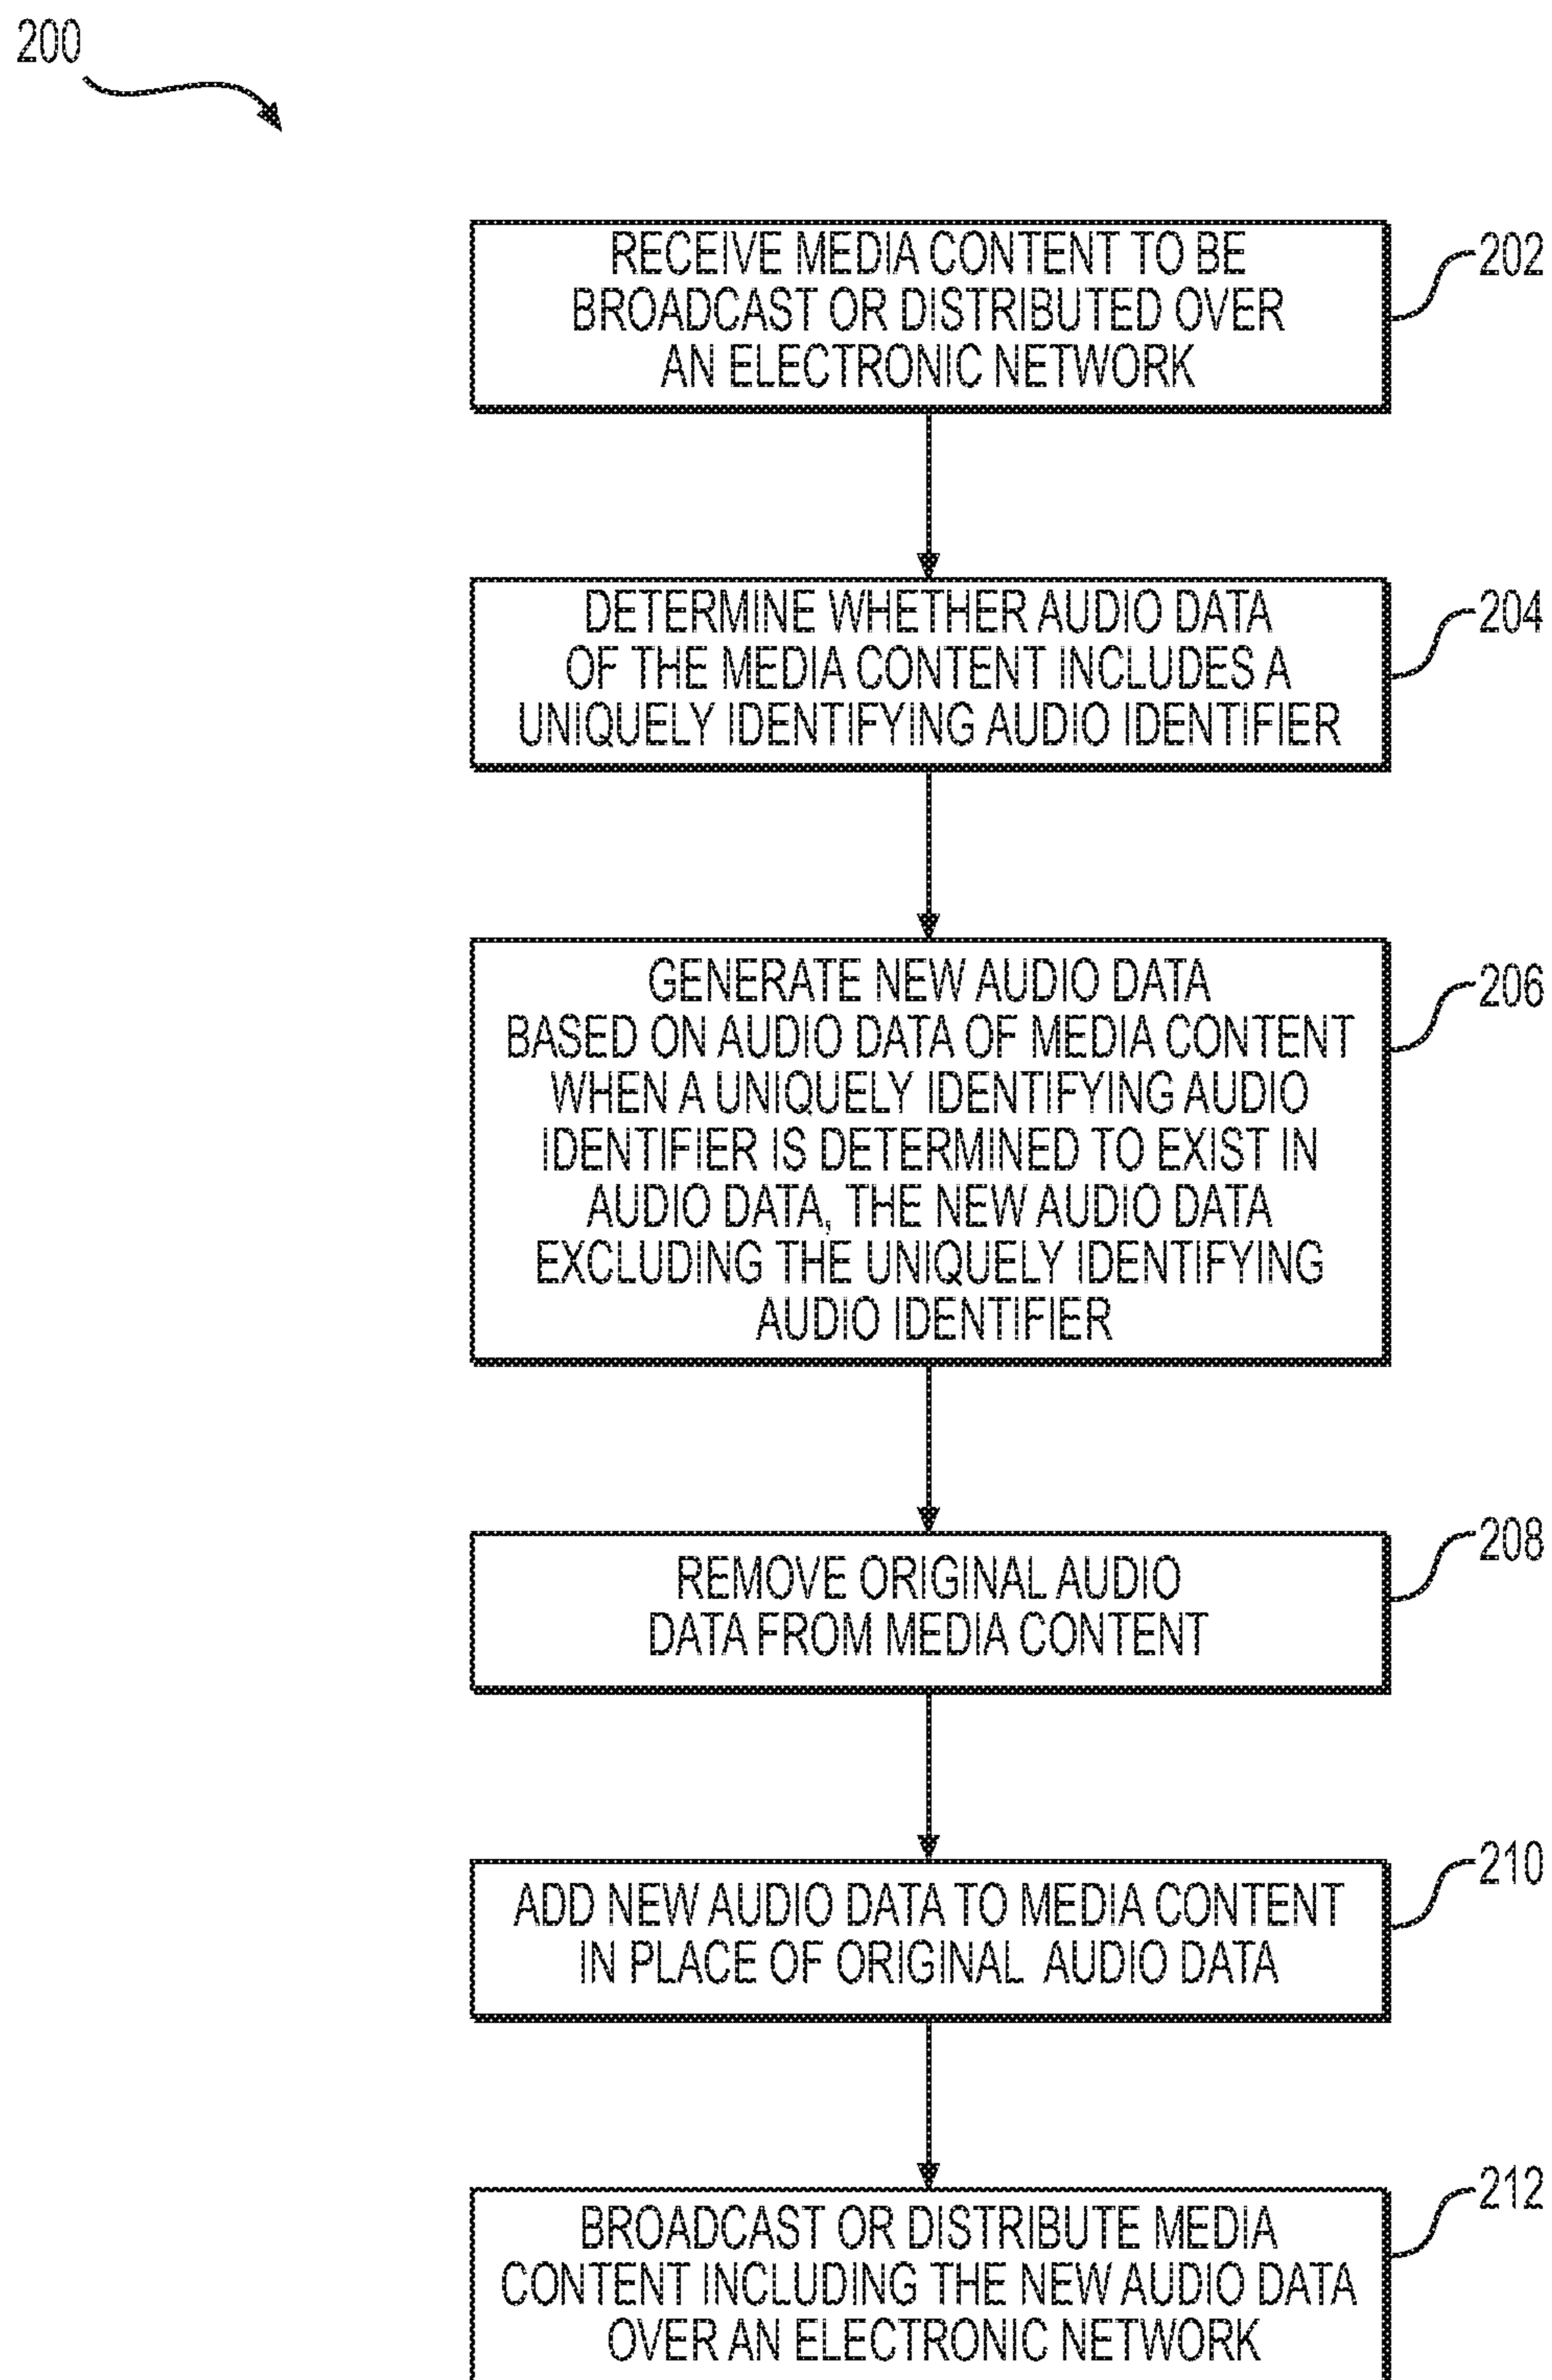 200
RECEIVE MEDIA CONTENT TO BE
BROADCAST OR DISTRIBUTED OVER
AN ELECTRONIC NETWORK
202
DETERMINE WHETHER AUDIO DATA
OF THE MEDIA CONTENT INCLUDES A
UNIQUELY IDENTIFYING AUDIO IDENTIFIER
204
GENERATE NEW AUDIO DATA
BASED ON AUDIO DATA OF MEDIA CONTENT
WHEN A UNIQUELY IDENTIFYING AUDIO
IDENTIFIER IS DETERMINED TO EXIST IN
AUDIO DATA, THE NEW AUDIO DATA
EXCLUDING THE UNIQUELY IDENTIFYING
AUDIO IDENTIFIER
206
REMOVE ORIGINAL AUDIO
DATA FROM MEDIA CONTENT
208
ADD NEW AUDIO DATA TO MEDIA CONTENT
IN PLACE OF ORIGINAL AUDIO DATA
210
BROADCAST OR DISTRIBUTE MEDIA
CONTENT INCLUDING THE NEW AUDIO DATA
OVER AN ELECTRONIC NETWORK
212